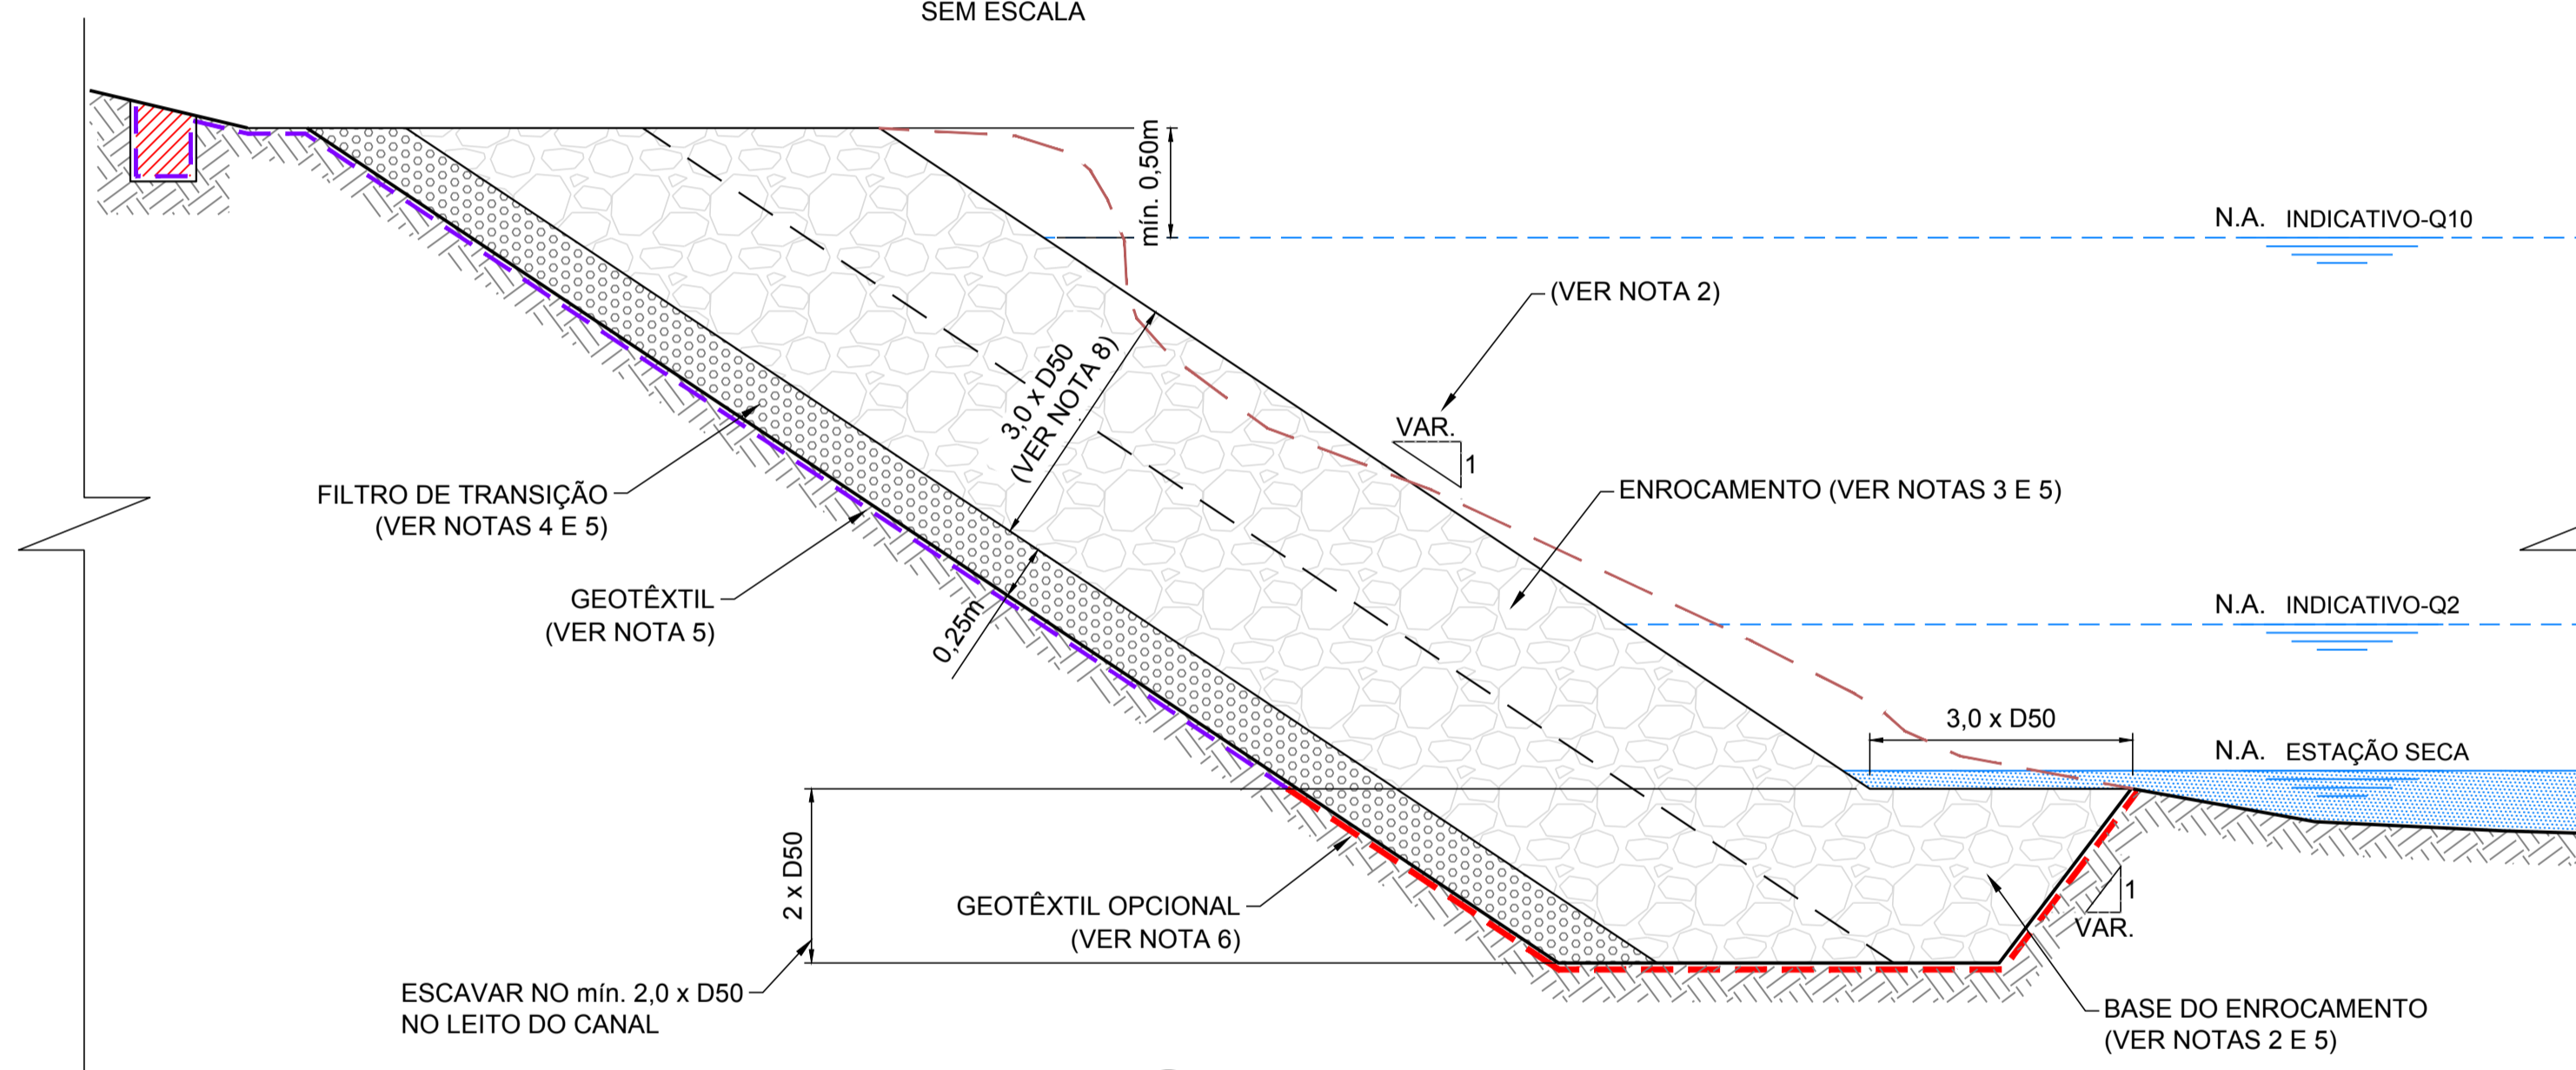 SEM ESCALA
mín. 0,50m
N.A. INDICATIVO-Q10
(VER NOTA 2)
3,0 x D50
(VER NOTA 8)
VAR.
1
FILTRO DE TRANSIÇÃO
(VER NOTAS 4 E 5)
ENROCAMENTO (VER NOTAS 3 E 5)
GEOTÊXTIL
(VER NOTA 5)
0,25m
N.A. INDICATIVO-Q2
3,0 x D50
N.A. ESTAÇÃO SECA
2 x D50
GEOTÊXTIL OPCIONAL
(VER NOTA 6)
1
VAR.
ESCAVAR NO mín. 2,0 x D50
NO LEITO DO CANAL
BASE DO ENROCAMENTO
(VER NOTAS 2 E 5)